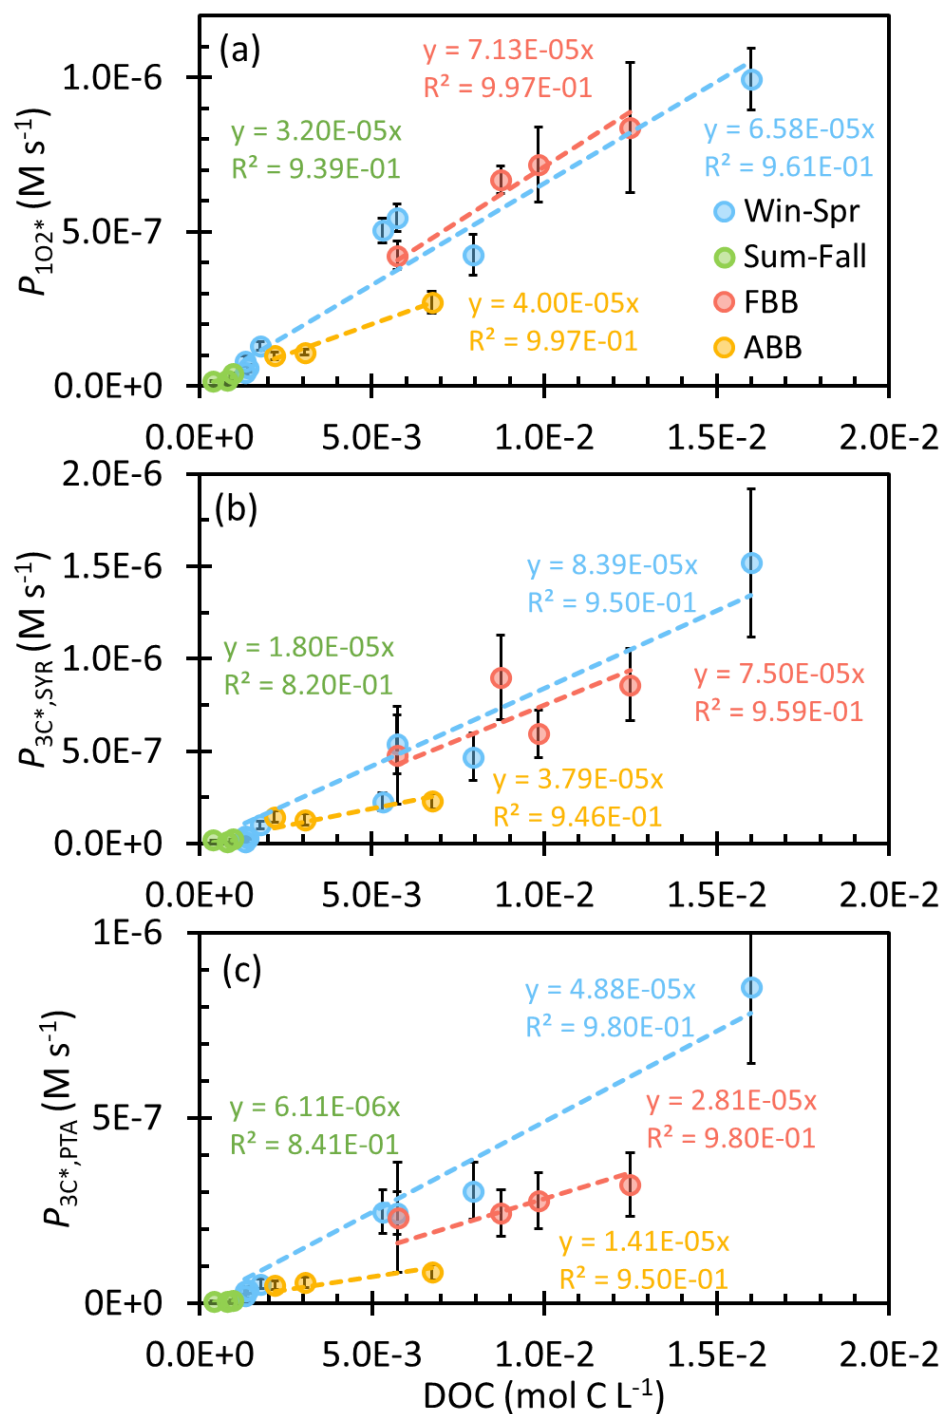 (a)
y = 7.13E-05x
R² = 9.97E-01
y = 3.20E-05x
R² = 9.39E-01
y = 6.58E-05x
R² = 9.61E-01
Win-Spr
Sum-Fall
FBB
ABB
y = 4.00E-05x
R² = 9.97E-01
P1O2* (M s⁻¹)
1.0E-6
5.0E-7
0.0E+0
0.0E+0 5.0E-3 1.0E-2 1.5E-2 2.0E-2
(b)
y = 8.39E-05x
R² = 9.50E-01
y = 1.80E-05x
R² = 8.20E-01
y = 7.50E-05x
R² = 9.59E-01
y = 3.79E-05x
R² = 9.46E-01
P3C*,SYR (M s⁻¹)
2.0E-6
1.5E-6
1.0E-6
5.0E-7
0.0E+0
0.0E+0 5.0E-3 1.0E-2 1.5E-2 2.0E-2
(c)
y = 4.88E-05x
R² = 9.80E-01
y = 6.11E-06x
R² = 8.41E-01
y = 2.81E-05x
R² = 9.80E-01
y = 1.41E-05x
R² = 9.50E-01
P3C*,PTA (M s⁻¹)
1E-6
5E-7
0E+0
0.0E+0 5.0E-3 1.0E-2 1.5E-2 2.0E-2
DOC (mol C L⁻¹)